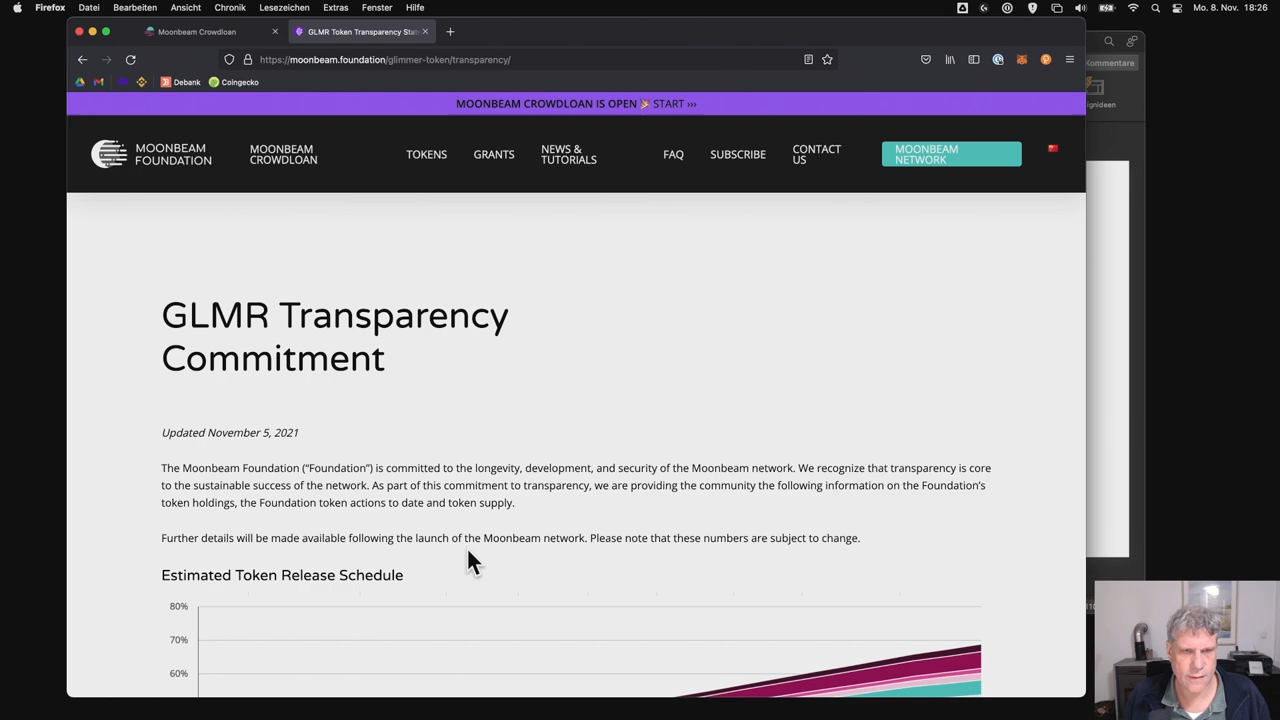 Firefox Datei Bearbeiten Ansicht Chronik Lesezeichen Extras Fenster Hilfe Mo. 8. Nov. 18:26
Moonbeam Crowdloan GLMR Token Transparency Stat
https://moonbeam.foundation/glimmer-token/transparency/
Debank Coingecko
Kommentare
MOONBEAM CROWDLOAN IS OPEN 🎉 START ›››
MOONBEAM FOUNDATION
MOONBEAM CROWDLOAN
TOKENS
GRANTS
NEWS & TUTORIALS
FAQ
SUBSCRIBE
CONTACT US
MOONBEAM NETWORK
GLMR Transparency
Commitment
Updated November 5, 2021
The Moonbeam Foundation (“Foundation”) is committed to the longevity, development, and security of the Moonbeam network. We recognize that transparency is core
to the sustainable success of the network. As part of this commitment to transparency, we are providing the community the following information on the Foundation’s
token holdings, the Foundation token actions to date and token supply.
Further details will be made available following the launch of the Moonbeam network. Please note that these numbers are subject to change.
Estimated Token Release Schedule
80%
70%
60%